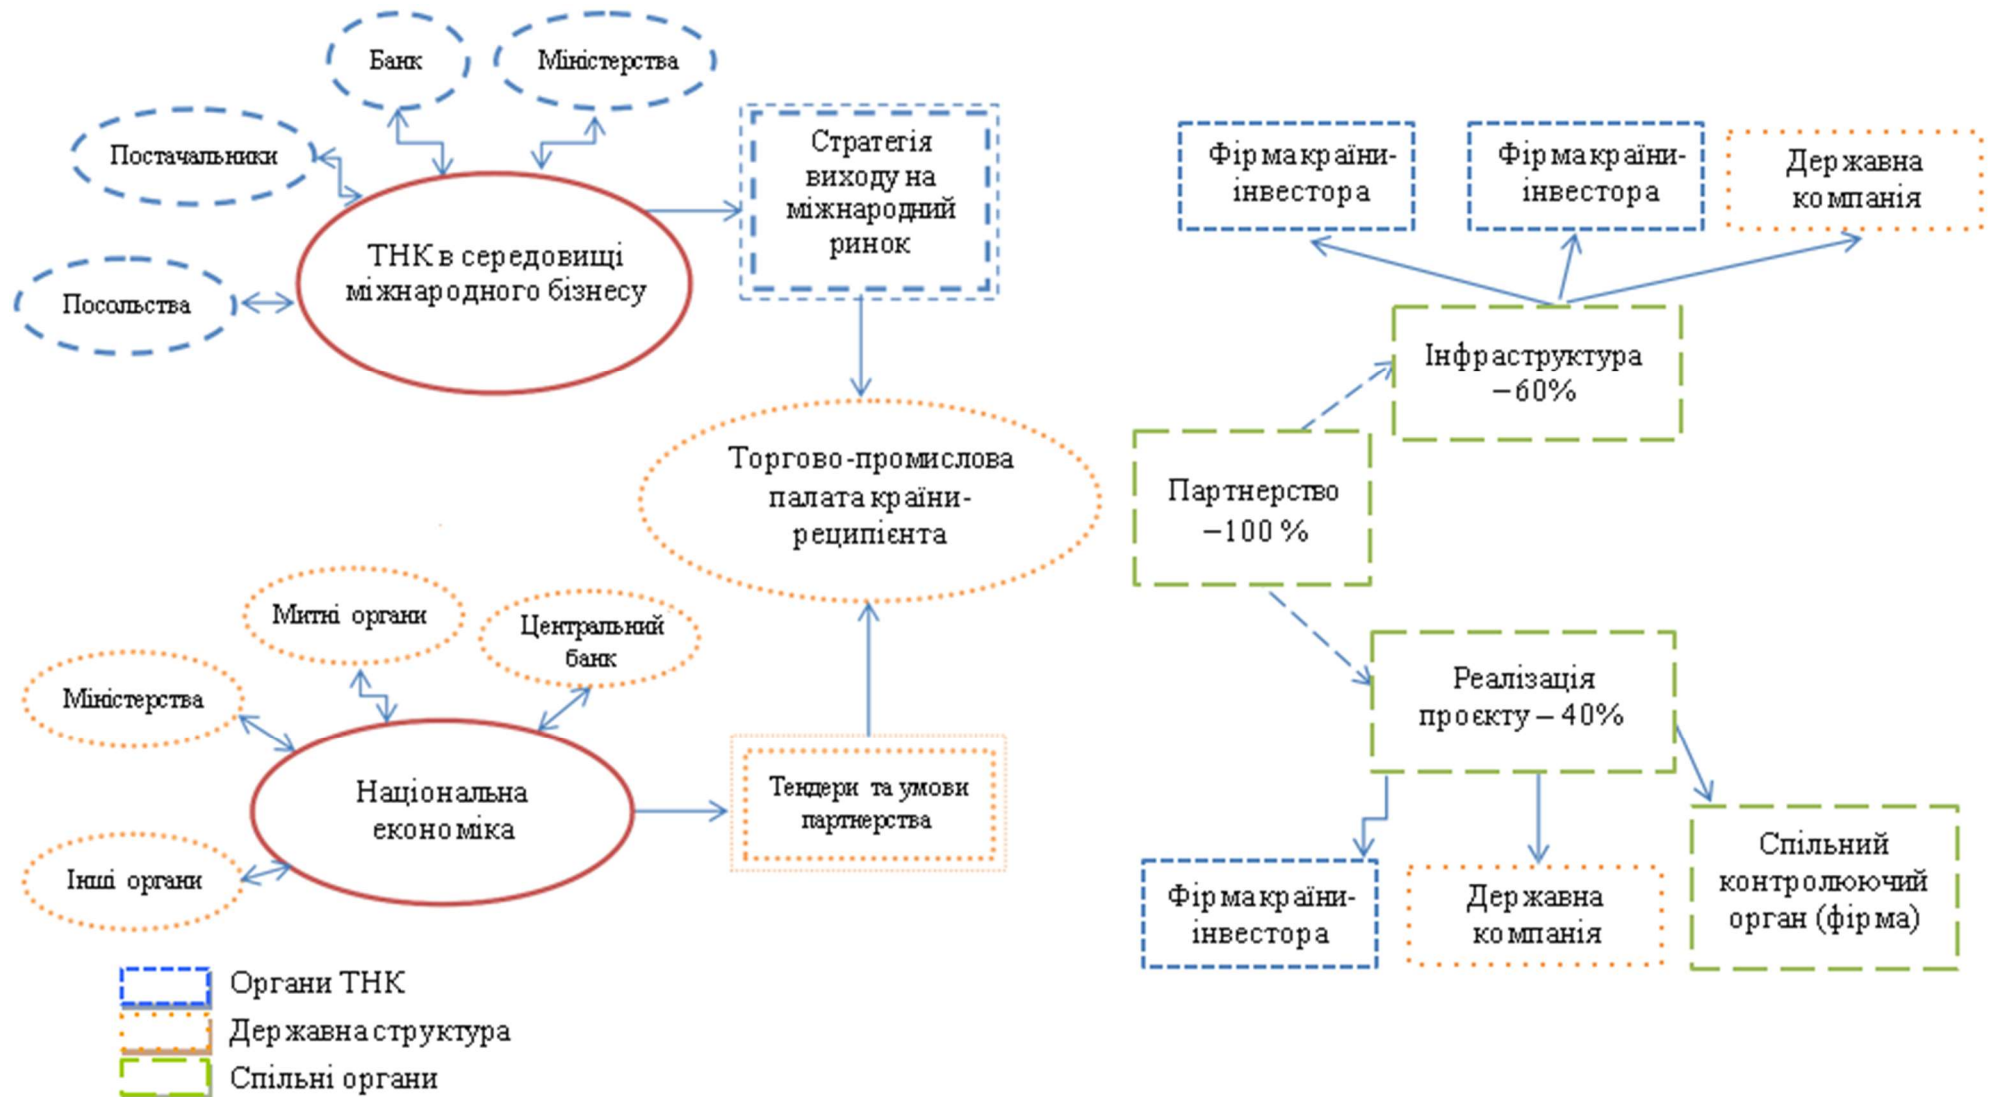 Банк
Міністерства
Постачальники
Посольства
ТНК в середовищі
міжнародного бізнесу
Стратегія
виходу на
міжнародний
ринок
Торгово-промислова
палата країни-
реципієнта
Митні органи
Центральний
банк
Міністерства
Інші органи
Національна
економіка
Тендери та умови
партнерства
Фірма країни-
інвестора
Фірма країни-
інвестора
Державна
компанія
Інфраструктура
– 60%
Партнерство
– 100 %
Реалізація
проєкту – 40%
Фірма країни-
інвестора
Державна
компанія
Спільний
контролюючий
орган (фірма)
Органи ТНК
Державна структура
Спільні органи